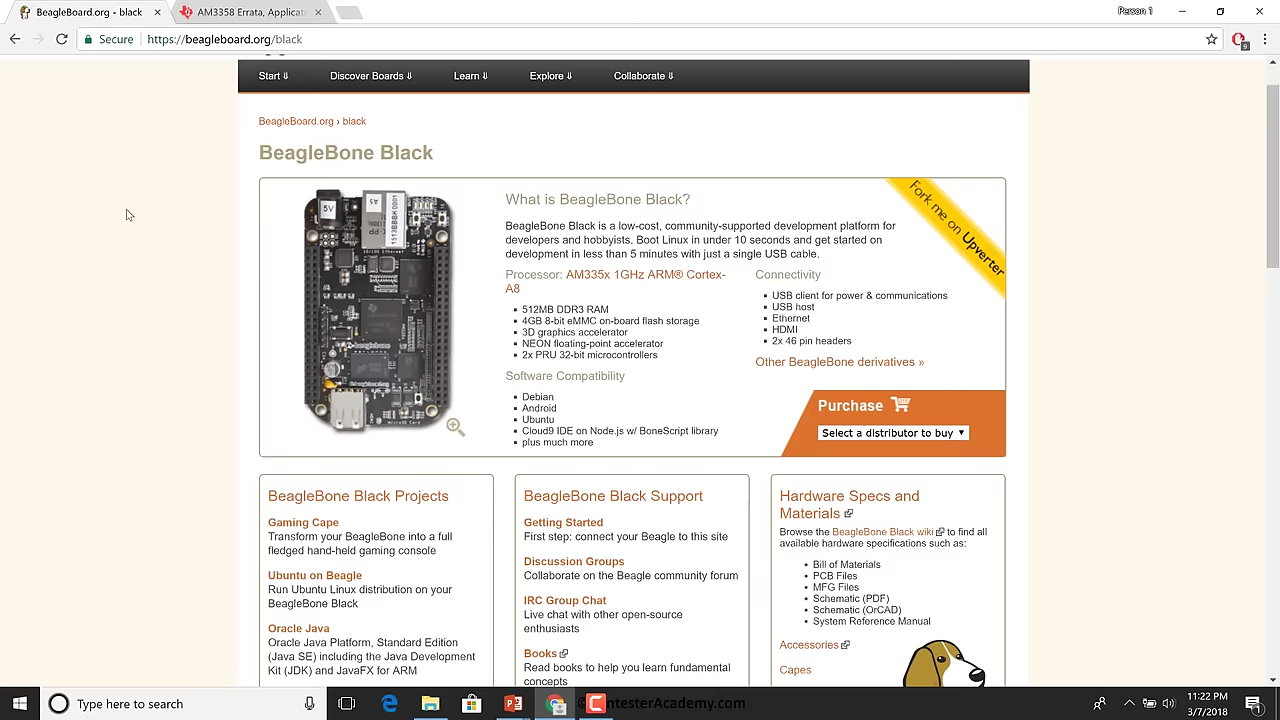 BeagleBoard.org - black
AM3358 Errata, Applicati
Person 1
Secure
https://beagleboard.org/black
9
Start ⇓
Discover Boards ⇓
Learn ⇓
Explore ⇓
Collaborate ⇓
BeagleBoard.org › black
BeagleBone Black
5V
What is BeagleBone Black?
BeagleBone Black is a low-cost, community-supported development platform for
developers and hobbyists. Boot Linux in under 10 seconds and get started on
development in less than 5 minutes with just a single USB cable.
Fork me on Upverter
Processor: AM335x 1GHz ARM® Cortex-
A8
512MB DDR3 RAM
4GB 8-bit eMMC on-board flash storage
3D graphics accelerator
NEON floating-point accelerator
2x PRU 32-bit microcontrollers
Software Compatibility
Debian
Android
Ubuntu
Cloud9 IDE on Node.js w/ BoneScript library
plus much more
Connectivity
USB client for power & communications
USB host
Ethernet
HDMI
2x 46 pin headers
Other BeagleBone derivatives »
Purchase
Select a distributor to buy
BeagleBone Black Projects
Gaming Cape
Transform your BeagleBone into a full
fledged hand-held gaming console
Ubuntu on Beagle
Run Ubuntu Linux distribution on your
BeagleBone Black
Oracle Java
Oracle Java Platform, Standard Edition
(Java SE) including the Java Development
Kit (JDK) and JavaFX for ARM
BeagleBone Black Support
Getting Started
First step: connect your Beagle to this site
Discussion Groups
Collaborate on the Beagle community forum
IRC Group Chat
Live chat with other open-source
enthusiasts
Books
Read books to help you learn fundamental
concepts
Hardware Specs and
Materials
Browse the BeagleBone Black wiki to find all
available hardware specifications such as:
Bill of Materials
PCB Files
MFG Files
Schematic (PDF)
Schematic (OrCAD)
System Reference Manual
Accessories
Capes
Type here to search
ntesterAcademy.com
11:22 PM
3/7/2018